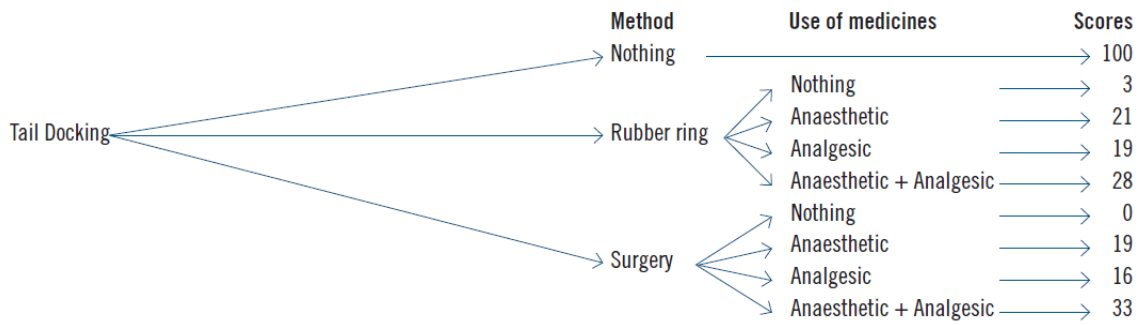 Method Use of medicines Scores
Nothing 100
Nothing 3
Anaesthetic 21
Tail Docking Rubber ring
Analgesic 19
Anaesthetic + Analgesic 28
Nothing 0
Anaesthetic 19
Surgery
Analgesic 16
Anaesthetic + Analgesic 33